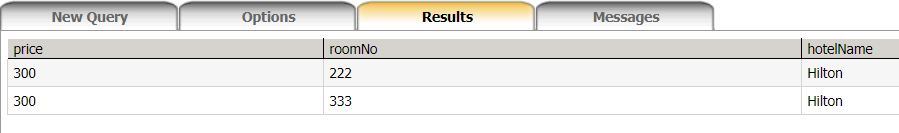 New Query Options Results Messages
price roomNo hotelName
300 222 Hilton
300 333 Hilton